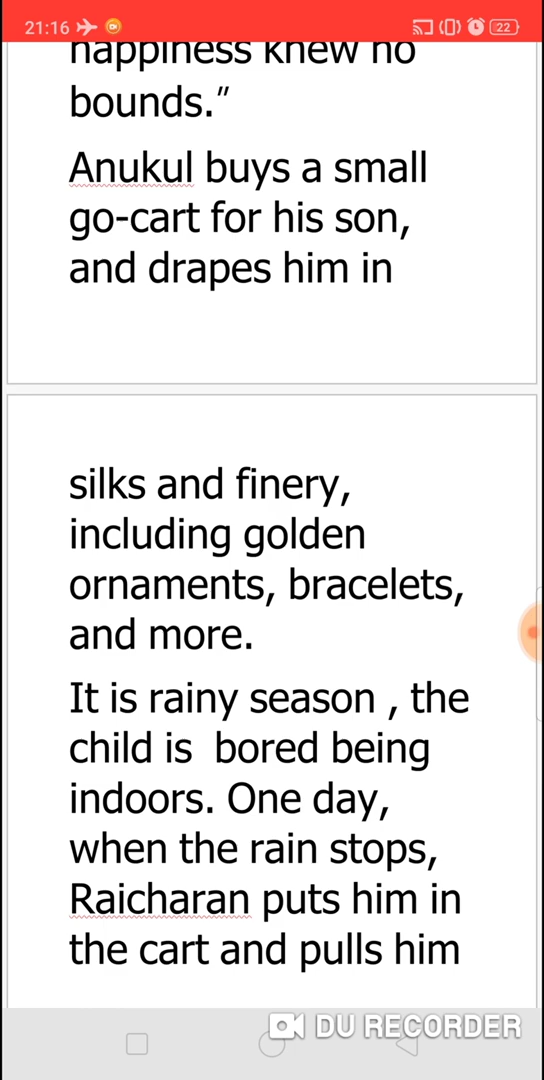 21:16
22
happiness knew no
bounds."
Anukul buys a small
go-cart for his son,
and drapes him in
silks and finery,
including golden
ornaments, bracelets,
and more.
It is rainy season , the
child is  bored being
indoors. One day,
when the rain stops,
Raicharan puts him in
the cart and pulls him
DU RECORDER